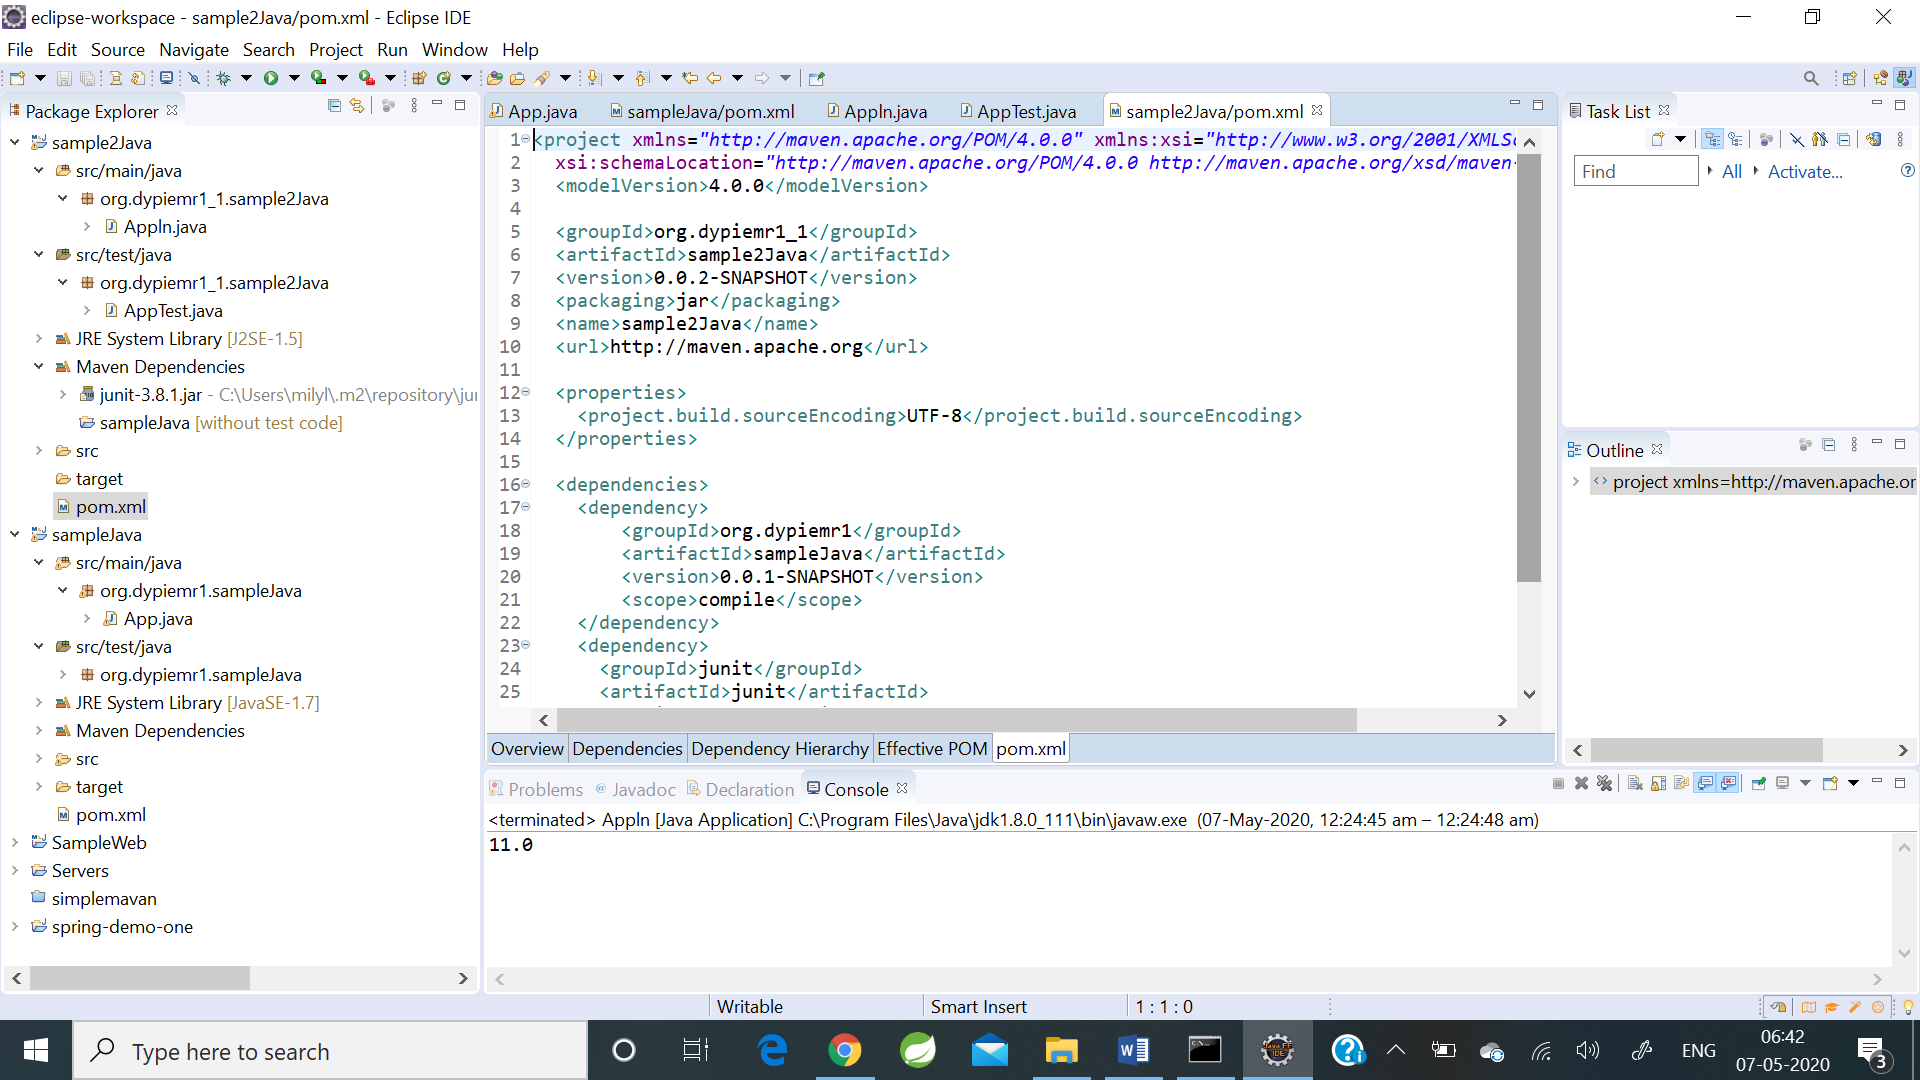 eclipse-workspace - sample2Java/pom.xml - Eclipse IDE
File Edit Source Navigate Search Project Run Window Help
Package Explorer
sample2Java
src/main/java
org.dypiemr1_1.sample2Java
Appln.java
src/test/java
org.dypiemr1_1.sample2Java
AppTest.java
JRE System Library [J2SE-1.5]
Maven Dependencies
junit-3.8.1.jar - C:\Users\milyl\.m2\repository\jui
sampleJava [without test code]
src
target
pom.xml
sampleJava
src/main/java
org.dypiemr1.sampleJava
App.java
src/test/java
org.dypiemr1.sampleJava
JRE System Library [JavaSE-1.7]
Maven Dependencies
src
target
pom.xml
SampleWeb
Servers
simplemavan
spring-demo-one
App.java sampleJava/pom.xml Appln.java AppTest.java sample2Java/pom.xml
1 <project xmlns="http://maven.apache.org/POM/4.0.0" xmlns:xsi="http://www.w3.org/2001/XMLS
2 xsi:schemaLocation="http://maven.apache.org/POM/4.0.0 http://maven.apache.org/xsd/maven-
3 <modelVersion>4.0.0</modelVersion>
4
5 <groupId>org.dypiemr1_1</groupId>
6 <artifactId>sample2Java</artifactId>
7 <version>0.0.2-SNAPSHOT</version>
8 <packaging>jar</packaging>
9 <name>sample2Java</name>
10 <url>http://maven.apache.org</url>
11
12 <properties>
13 <project.build.sourceEncoding>UTF-8</project.build.sourceEncoding>
14 </properties>
15
16 <dependencies>
17 <dependency>
18 <groupId>org.dypiemr1</groupId>
19 <artifactId>sampleJava</artifactId>
20 <version>0.0.1-SNAPSHOT</version>
21 <scope>compile</scope>
22 </dependency>
23 <dependency>
24 <groupId>junit</groupId>
25 <artifactId>junit</artifactId>
Overview Dependencies Dependency Hierarchy Effective POM pom.xml
Task List
Find All Activate...
Outline
project xmlns=http://maven.apache.or
Problems Javadoc Declaration Console
<terminated> Appln [Java Application] C:\Program Files\Java\jdk1.8.0_111\bin\javaw.exe (07-May-2020, 12:24:45 am – 12:24:48 am)
11.0
Writable Smart Insert 1 : 1 : 0
Type here to search
ENG
06:42
07-05-2020
3